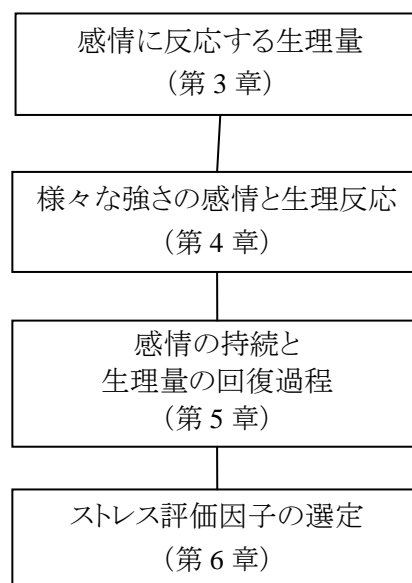 感情に反応する生理量
（第 3 章）
様々な強さの感情と生理反応
（第 4 章）
感情の持続と
生理量の回復過程
（第 5 章）
ストレス評価因子の選定
（第 6 章）